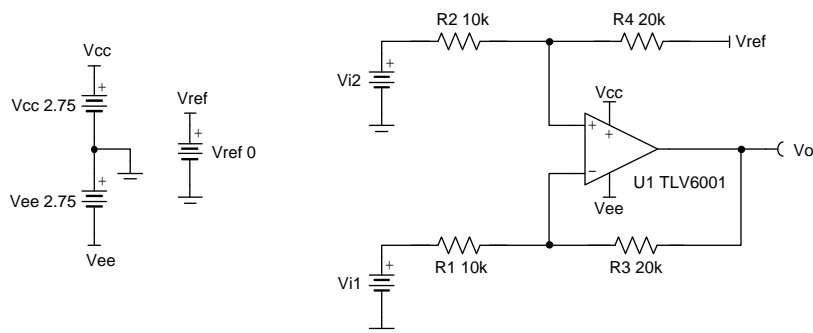 Vcc
Vcc 2.75
Vee 2.75
Vee
Vref
Vref 0
R2 10k
R4 20k
Vref
Vi2
Vcc
Vo
U1 TLV6001
Vee
R1 10k
R3 20k
Vi1